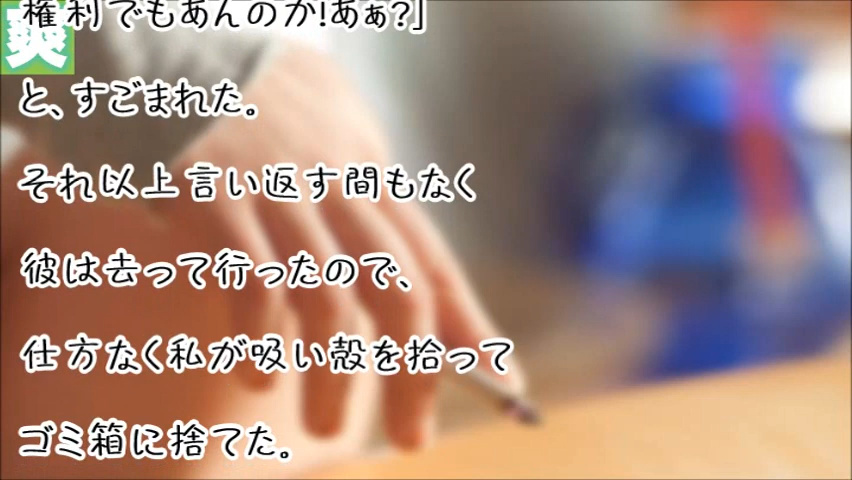 爽
権利でもあんのか!あぁ?」
と、すごまれた。
それ以上言い返す間もなく
彼は去って行ったので、
仕方なく私が吸い殻を拾って
ゴミ箱に捨てた。